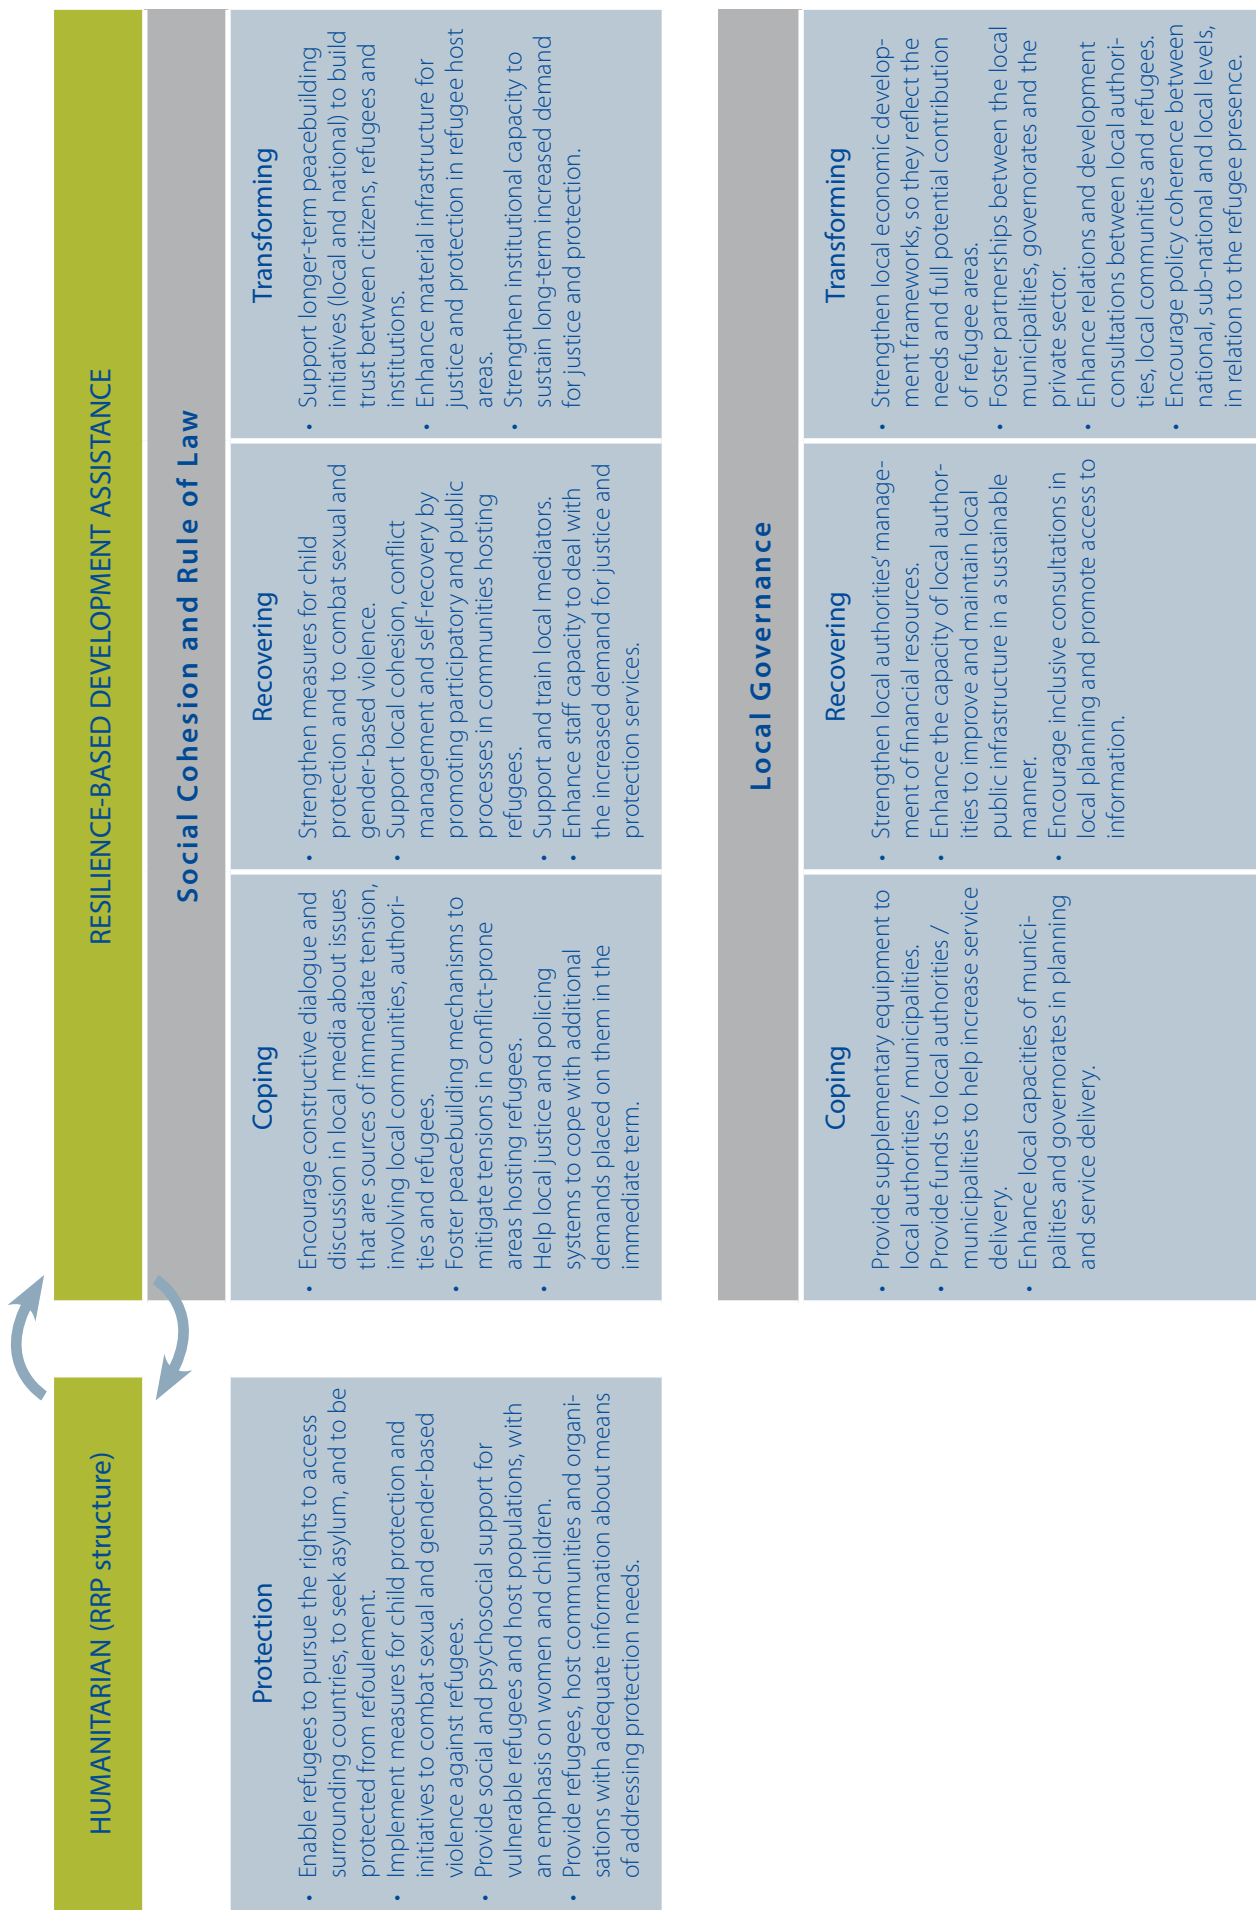 HUMANITARIAN (RRP structure)
RESILIENCE-BASED DEVELOPMENT ASSISTANCE
Social Cohesion and Rule of Law
Protection
• Enable refugees to pursue the rights to access
surrounding countries, to seek asylum, and to be
protected from refoulement.
• Implement measures for child protection and
initiatives to combat sexual and gender-based
violence against refugees.
• Provide social and psychosocial support for
vulnerable refugees and host populations, with
an emphasis on women and children.
• Provide refugees, host communities and organi-
sations with adequate information about means
of addressing protection needs.
Coping
• Encourage constructive dialogue and
discussion in local media about issues
that are sources of immediate tension,
involving local communities, authori-
ties and refugees.
• Foster peacebuilding mechanisms to
mitigate tensions in conflict-prone
areas hosting refugees.
• Help local justice and policing
systems to cope with additional
demands placed on them in the
immediate term.
Recovering
• Strengthen measures for child
protection and to combat sexual and
gender-based violence.
• Support local cohesion, conflict
management and self-recovery by
promoting participatory and public
processes in communities hosting
refugees.
• Support and train local mediators.
• Enhance staff capacity to deal with
the increased demand for justice and
protection services.
Transforming
• Support longer-term peacebuilding
initiatives (local and national) to build
trust between citizens, refugees and
institutions.
• Enhance material infrastructure for
justice and protection in refugee host
areas.
• Strengthen institutional capacity to
sustain long-term increased demand
for justice and protection.
Local Governance
Coping
• Provide supplementary equipment to
local authorities / municipalities.
• Provide funds to local authorities /
municipalities to help increase service
delivery.
• Enhance local capacities of munici-
palities and governorates in planning
and service delivery.
Recovering
• Strengthen local authorities’ manage-
ment of financial resources.
• Enhance the capacity of local author-
ities to improve and maintain local
public infrastructure in a sustainable
manner.
• Encourage inclusive consultations in
local planning and promote access to
information.
Transforming
• Strengthen local economic develop-
ment frameworks, so they reflect the
needs and full potential contribution
of refugee areas.
• Foster partnerships between the local
municipalities, governorates and the
private sector.
• Enhance relations and development
consultations between local authori-
ties, local communities and refugees.
• Encourage policy coherence between
national, sub-national and local levels,
in relation to the refugee presence.